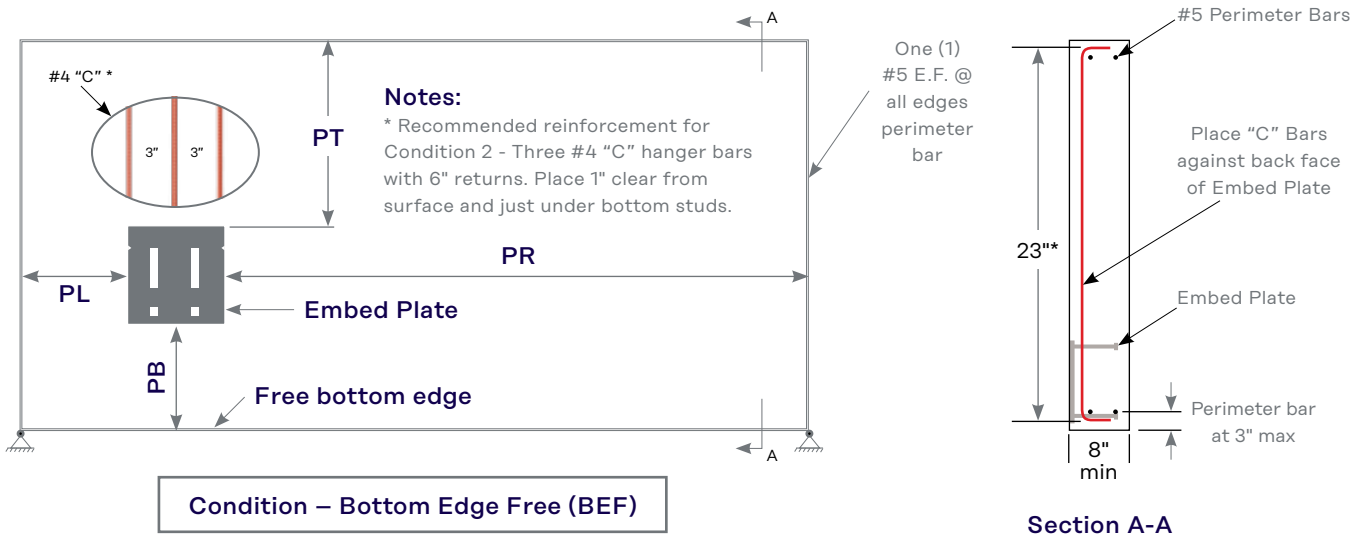 A
#4 “C” *
3"
3"
PT
Notes:
* Recommended reinforcement for
Condition 2 - Three #4 “C” hanger bars
with 6" returns. Place 1" clear from
surface and just under bottom studs.
PL
PR
Embed Plate
PB
Free bottom edge
A
Condition – Bottom Edge Free (BEF)
One (1)
#5 E.F. @
all edges
perimeter
bar
#5 Perimeter Bars
Place “C” Bars
against back face
of Embed Plate
23"*
Embed Plate
Perimeter bar
at 3" max
8"
min
Section A-A